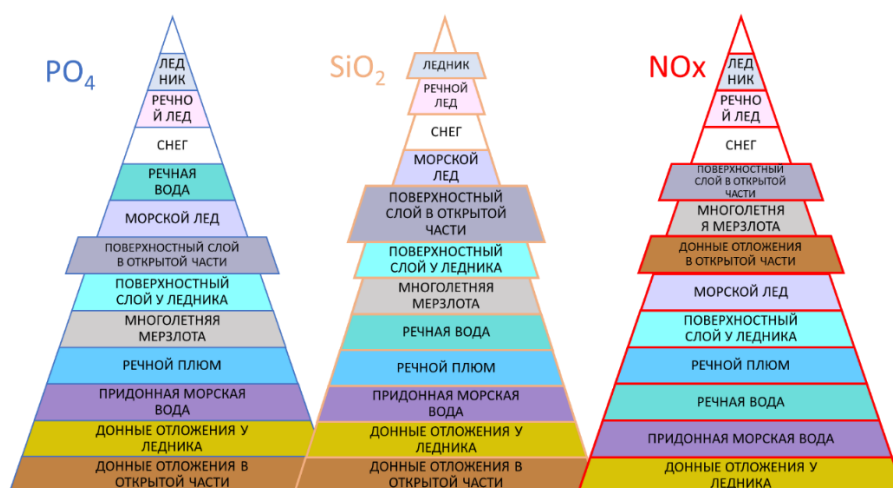 PO4
ЛЕД
НИК
РЕЧНО
Й ЛЕД
СНЕГ
РЕЧНАЯ
ВОДА
МОРСКОЙ ЛЕД
ПОВЕРХНОСТНЫЙ СЛОЙ
В ОТКРЫТОЙ ЧАСТИ
ПОВЕРХНОСТНЫЙ
СЛОЙ У ЛЕДНИКА
МНОГОЛЕТНЯЯ
МЕРЗЛОТА
РЕЧНОЙ ПЛЮМ
ПРИДОННАЯ МОРСКАЯ
ВОДА
ДОННЫЕ ОТЛОЖЕНИЯ У
ЛЕДНИКА
ДОННЫЕ ОТЛОЖЕНИЯ В
ОТКРЫТОЙ ЧАСТИ
SiO2
ЛЕДНИК
РЕЧНОЙ
ЛЕД
СНЕГ
МОРСКОЙ
ЛЕД
ПОВЕРХНОСТНЫЙ
СЛОЙ В ОТКРЫТОЙ
ЧАСТИ
ПОВЕРХНОСТНЫЙ
СЛОЙ У ЛЕДНИКА
МНОГОЛЕТНЯЯ
МЕРЗЛОТА
РЕЧНАЯ ВОДА
РЕЧНОЙ ПЛЮМ
ПРИДОННАЯ МОРСКАЯ
ВОДА
ДОННЫЕ ОТЛОЖЕНИЯ У
ЛЕДНИКА
ДОННЫЕ ОТЛОЖЕНИЯ В
ОТКРЫТОЙ ЧАСТИ
NOx
ЛЕД
НИК
РЕЧНО
Й ЛЕД
СНЕГ
ПОВЕРХНОСТНЫЙ
СЛОЙ В ОТКРЫТОЙ
ЧАСТИ
МНОГОЛЕТНЯ
Я МЕРЗЛОТА
ДОННЫЕ ОТЛОЖЕНИЯ
В ОТКРЫТОЙ ЧАСТИ
МОРСКОЙ ЛЕД
ПОВЕРХНОСТНЫЙ
СЛОЙ У ЛЕДНИКА
РЕЧНОЙ ПЛЮМ
РЕЧНАЯ ВОДА
ПРИДОННАЯ МОРСКАЯ ВОДА
ДОННЫЕ ОТЛОЖЕНИЯ У
ЛЕДНИКА